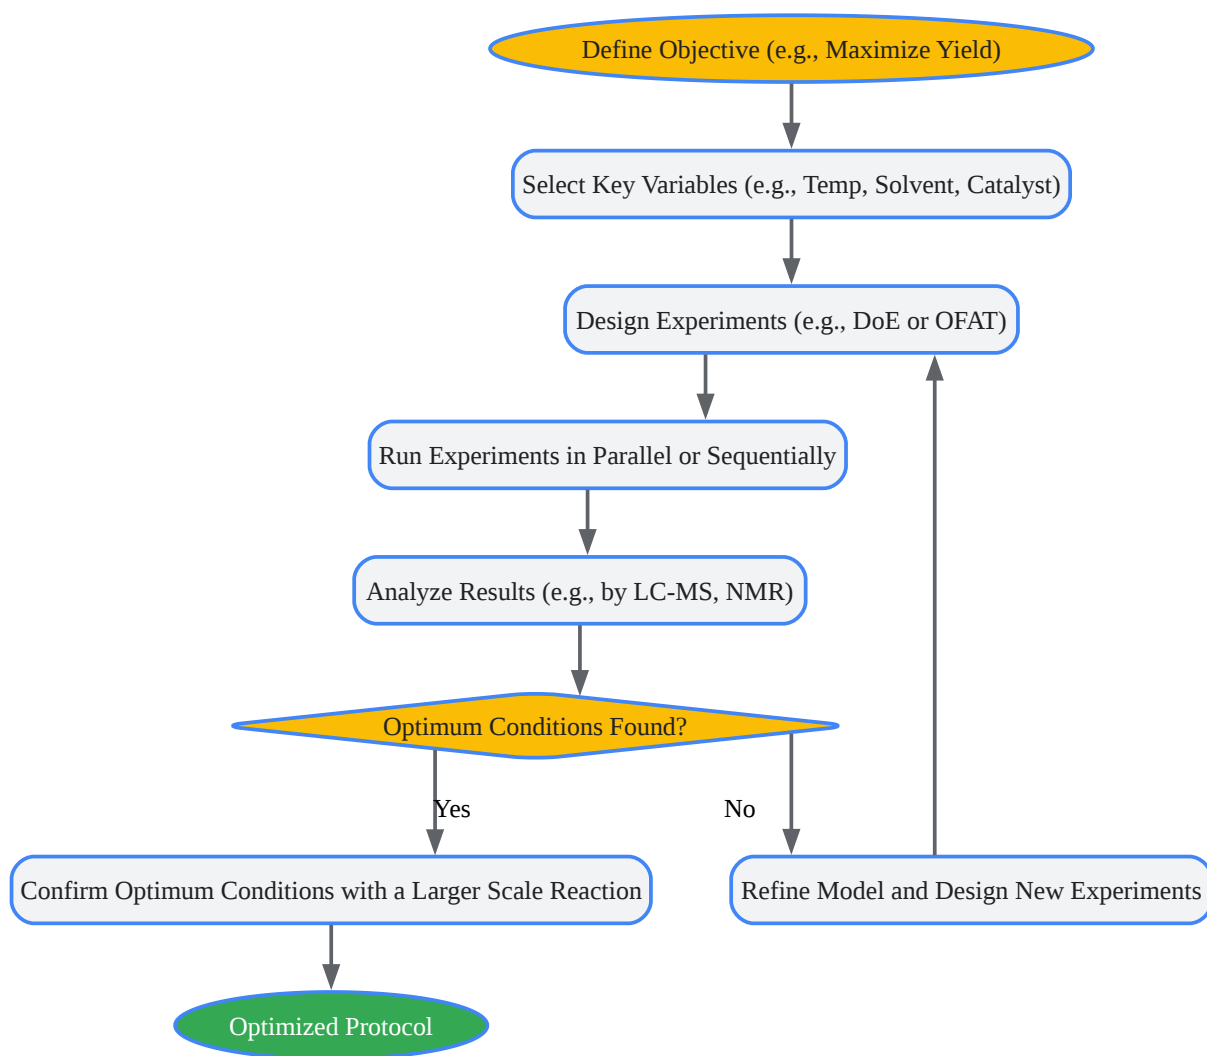 Define Objective (e.g., Maximize Yield)
Select Key Variables (e.g., Temp, Solvent, Catalyst)
Design Experiments (e.g., DoE or OFAT)
Run Experiments in Parallel or Sequentially
Analyze Results (e.g., by LC-MS, NMR)
Optimum Conditions Found?
Yes
No
Confirm Optimum Conditions with a Larger Scale Reaction
Refine Model and Design New Experiments
Optimized Protocol